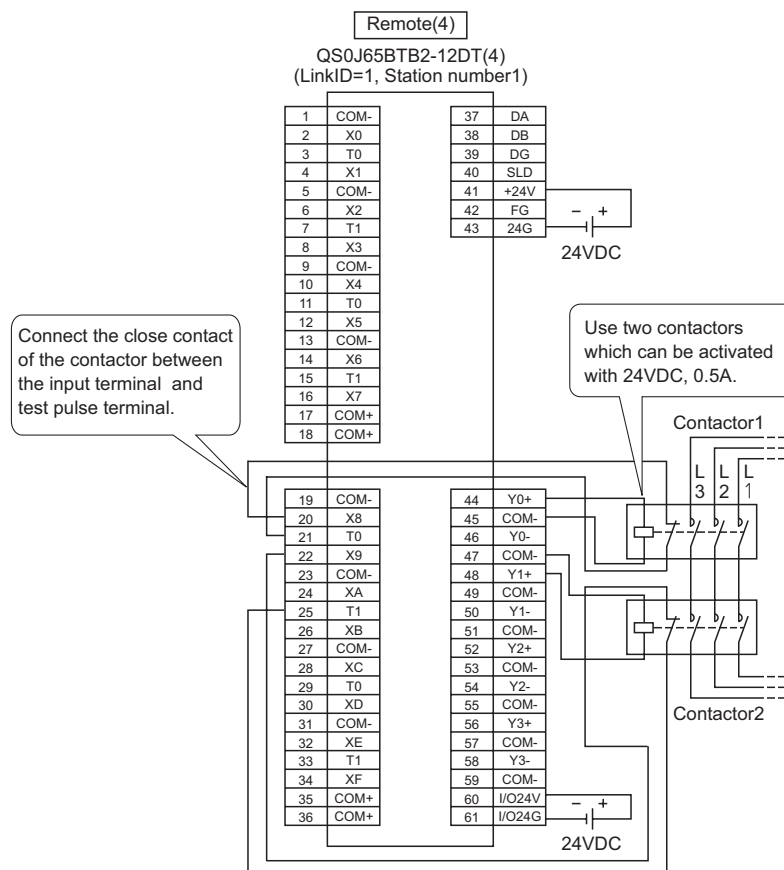 Remote(4)
QS0J65BTB2-12DT(4)
(LinkID=1, Station number1)
1 COM-
2 X0
3 T0
4 X1
5 COM-
6 X2
7 T1
8 X3
9 COM-
10 X4
11 T0
12 X5
13 COM-
14 X6
15 T1
16 X7
17 COM+
18 COM+
37 DA
38 DB
39 DG
40 SLD
41 +24V
42 FG
43 24G
- +
24VDC
Connect the close contact
of the contactor between
the input terminal and
test pulse terminal.
Use two contactors
which can be activated
with 24VDC, 0.5A.
Contactor1
L L L
3 2 1
19 COM-
20 X8
21 T0
22 X9
23 COM-
24 XA
25 T1
26 XB
27 COM-
28 XC
29 T0
30 XD
31 COM-
32 XE
33 T1
34 XF
35 COM+
36 COM+
44 Y0+
45 COM-
46 Y0-
47 COM-
48 Y1+
49 COM-
50 Y1-
51 COM-
52 Y2+
53 COM-
54 Y2-
55 COM-
56 Y3+
57 COM-
58 Y3-
59 COM-
60 I/O24V
61 I/O24G
Contactor2
- +
24VDC